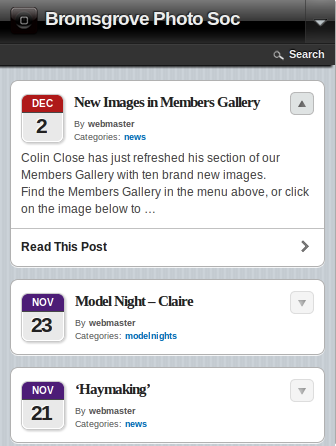 Bromsgrove Photo Soc
Search
DEC
2
New Images in Members Gallery
By webmaster
Categories: news
Colin Close has just refreshed his section of our
Members Gallery with ten brand new images.
Find the Members Gallery in the menu above, or click
on the image below to …
Read This Post
NOV
23
Model Night – Claire
By webmaster
Categories: modelnights
NOV
21
‘Haymaking’
By webmaster
Categories: news